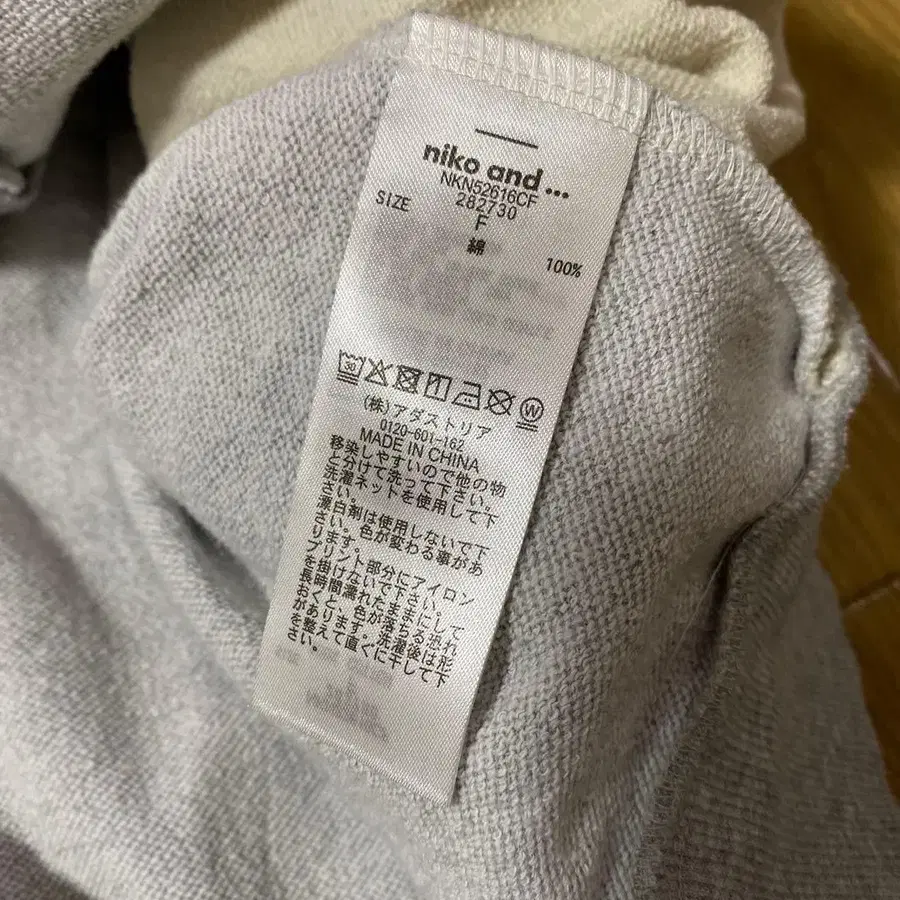 niko and ...
NKN52616CF
282730
SIZE F
綿 100%
30
W
(株)アダストリア
0120-601-162
MADE IN CHINA
移染しやすいので他の物
と分けて洗って下さい。
洗濯ネットを使用して下
さい。
漂白剤は使用しないで下
さい。色が変わる事があ
ります。
プリント部分にアイロン
を掛けないで下さい。
長時間濡れたままにして
おくと、色が落ちる恐れ
があります。洗濯後は形
を整えて直ぐに干して下
さい。